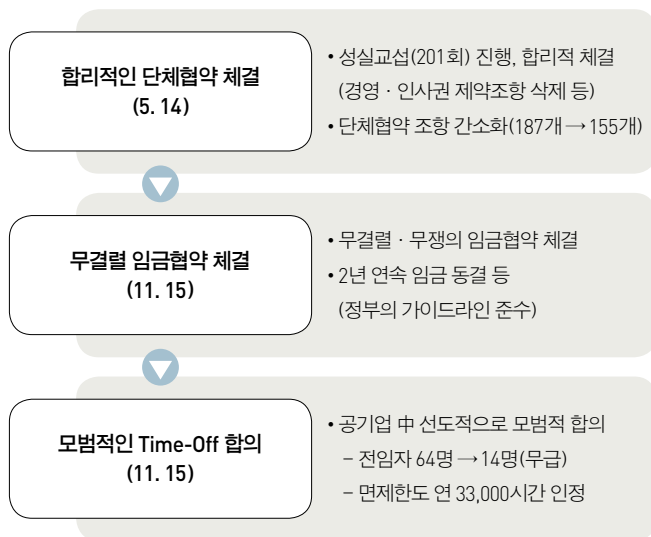 합리적인 단체협약 체결
(5. 14)
• 성실교섭(201회) 진행, 합리적 체결
(경영 · 인사권 제약조항 삭제 등)
• 단체협약 조항 간소화(187개 → 155개)
무결렬 임금협약 체결
(11. 15)
• 무결렬 · 무쟁의 임금협약 체결
• 2년 연속 임금 동결 등
(정부의 가이드라인 준수)
모범적인 Time-Off 합의
(11. 15)
• 공기업 中 선도적으로 모범적 합의
– 전임자 64명 → 14명(무급)
– 면제한도 연 33,000시간 인정